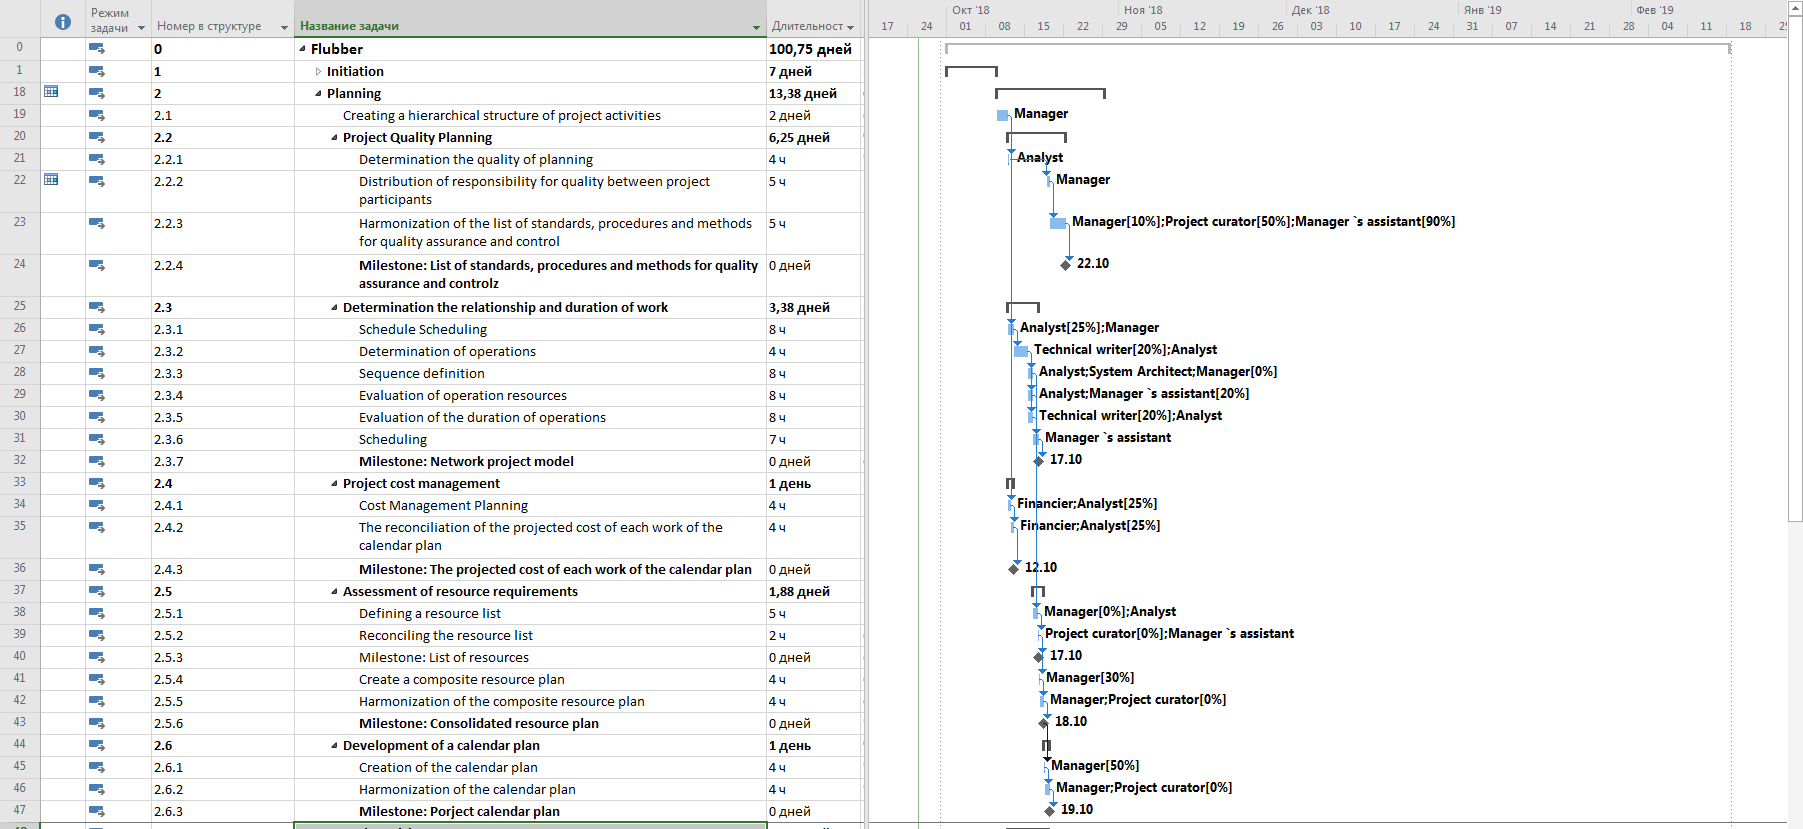 Режим задачи Номер в структуре Название задачи Длительност
Окт '18 Ноя '18 Дек '18 Янв '19 Фев '19
17 24 01 08 15 22 29 05 12 19 26 03 10 17 24 31 07 14 21 28 04 11 18
0 0 Flubber 100,75 дней
1 1 Initiation 7 дней
18 2 Planning 13,38 дней
19 2.1 Creating a hierarchical structure of project activities 2 дней Manager
20 2.2 Project Quality Planning 6,25 дней
21 2.2.1 Determination the quality of planning 4 ч Analyst
22 2.2.2 Distribution of responsibility for quality between project 5 ч Manager
participants
23 2.2.3 Harmonization of the list of standards, procedures and methods 5 ч Manager[10%];Project curator[50%];Manager `s assistant[90%]
for quality assurance and control
24 2.2.4 Milestone: List of standards, procedures and methods for quality 0 дней 22.10
assurance and controlz
25 2.3 Determination the relationship and duration of work 3,38 дней
26 2.3.1 Schedule Scheduling 8 ч Analyst[25%];Manager
27 2.3.2 Determination of operations 4 ч Technical writer[20%];Analyst
28 2.3.3 Sequence definition 8 ч Analyst;System Architect;Manager[0%]
29 2.3.4 Evaluation of operation resources 8 ч Analyst;Manager `s assistant[20%]
30 2.3.5 Evaluation of the duration of operations 8 ч Technical writer[20%];Analyst
31 2.3.6 Scheduling 7 ч Manager `s assistant
32 2.3.7 Milestone: Network project model 0 дней 17.10
33 2.4 Project cost management 1 день
34 2.4.1 Cost Management Planning 4 ч Financier;Analyst[25%]
35 2.4.2 The reconciliation of the projected cost of each work of the 4 ч Financier;Analyst[25%]
calendar plan
36 2.4.3 Milestone: The projected cost of each work of the calendar plan 0 дней 12.10
37 2.5 Assessment of resource requirements 1,88 дней
38 2.5.1 Defining a resource list 5 ч Manager[0%];Analyst
39 2.5.2 Reconciling the resource list 2 ч Project curator[0%];Manager `s assistant
40 2.5.3 Milestone: List of resources 0 дней 17.10
41 2.5.4 Create a composite resource plan 4 ч Manager[30%]
42 2.5.5 Harmonization of the composite resource plan 4 ч Manager;Project curator[0%]
43 2.5.6 Milestone: Consolidated resource plan 0 дней 18.10
44 2.6 Development of a calendar plan 1 день
45 2.6.1 Creation of the calendar plan 4 ч Manager[50%]
46 2.6.2 Harmonization of the calendar plan 4 ч Manager;Project curator[0%]
47 2.6.3 Milestone: Porject calendar plan 0 дней 19.10